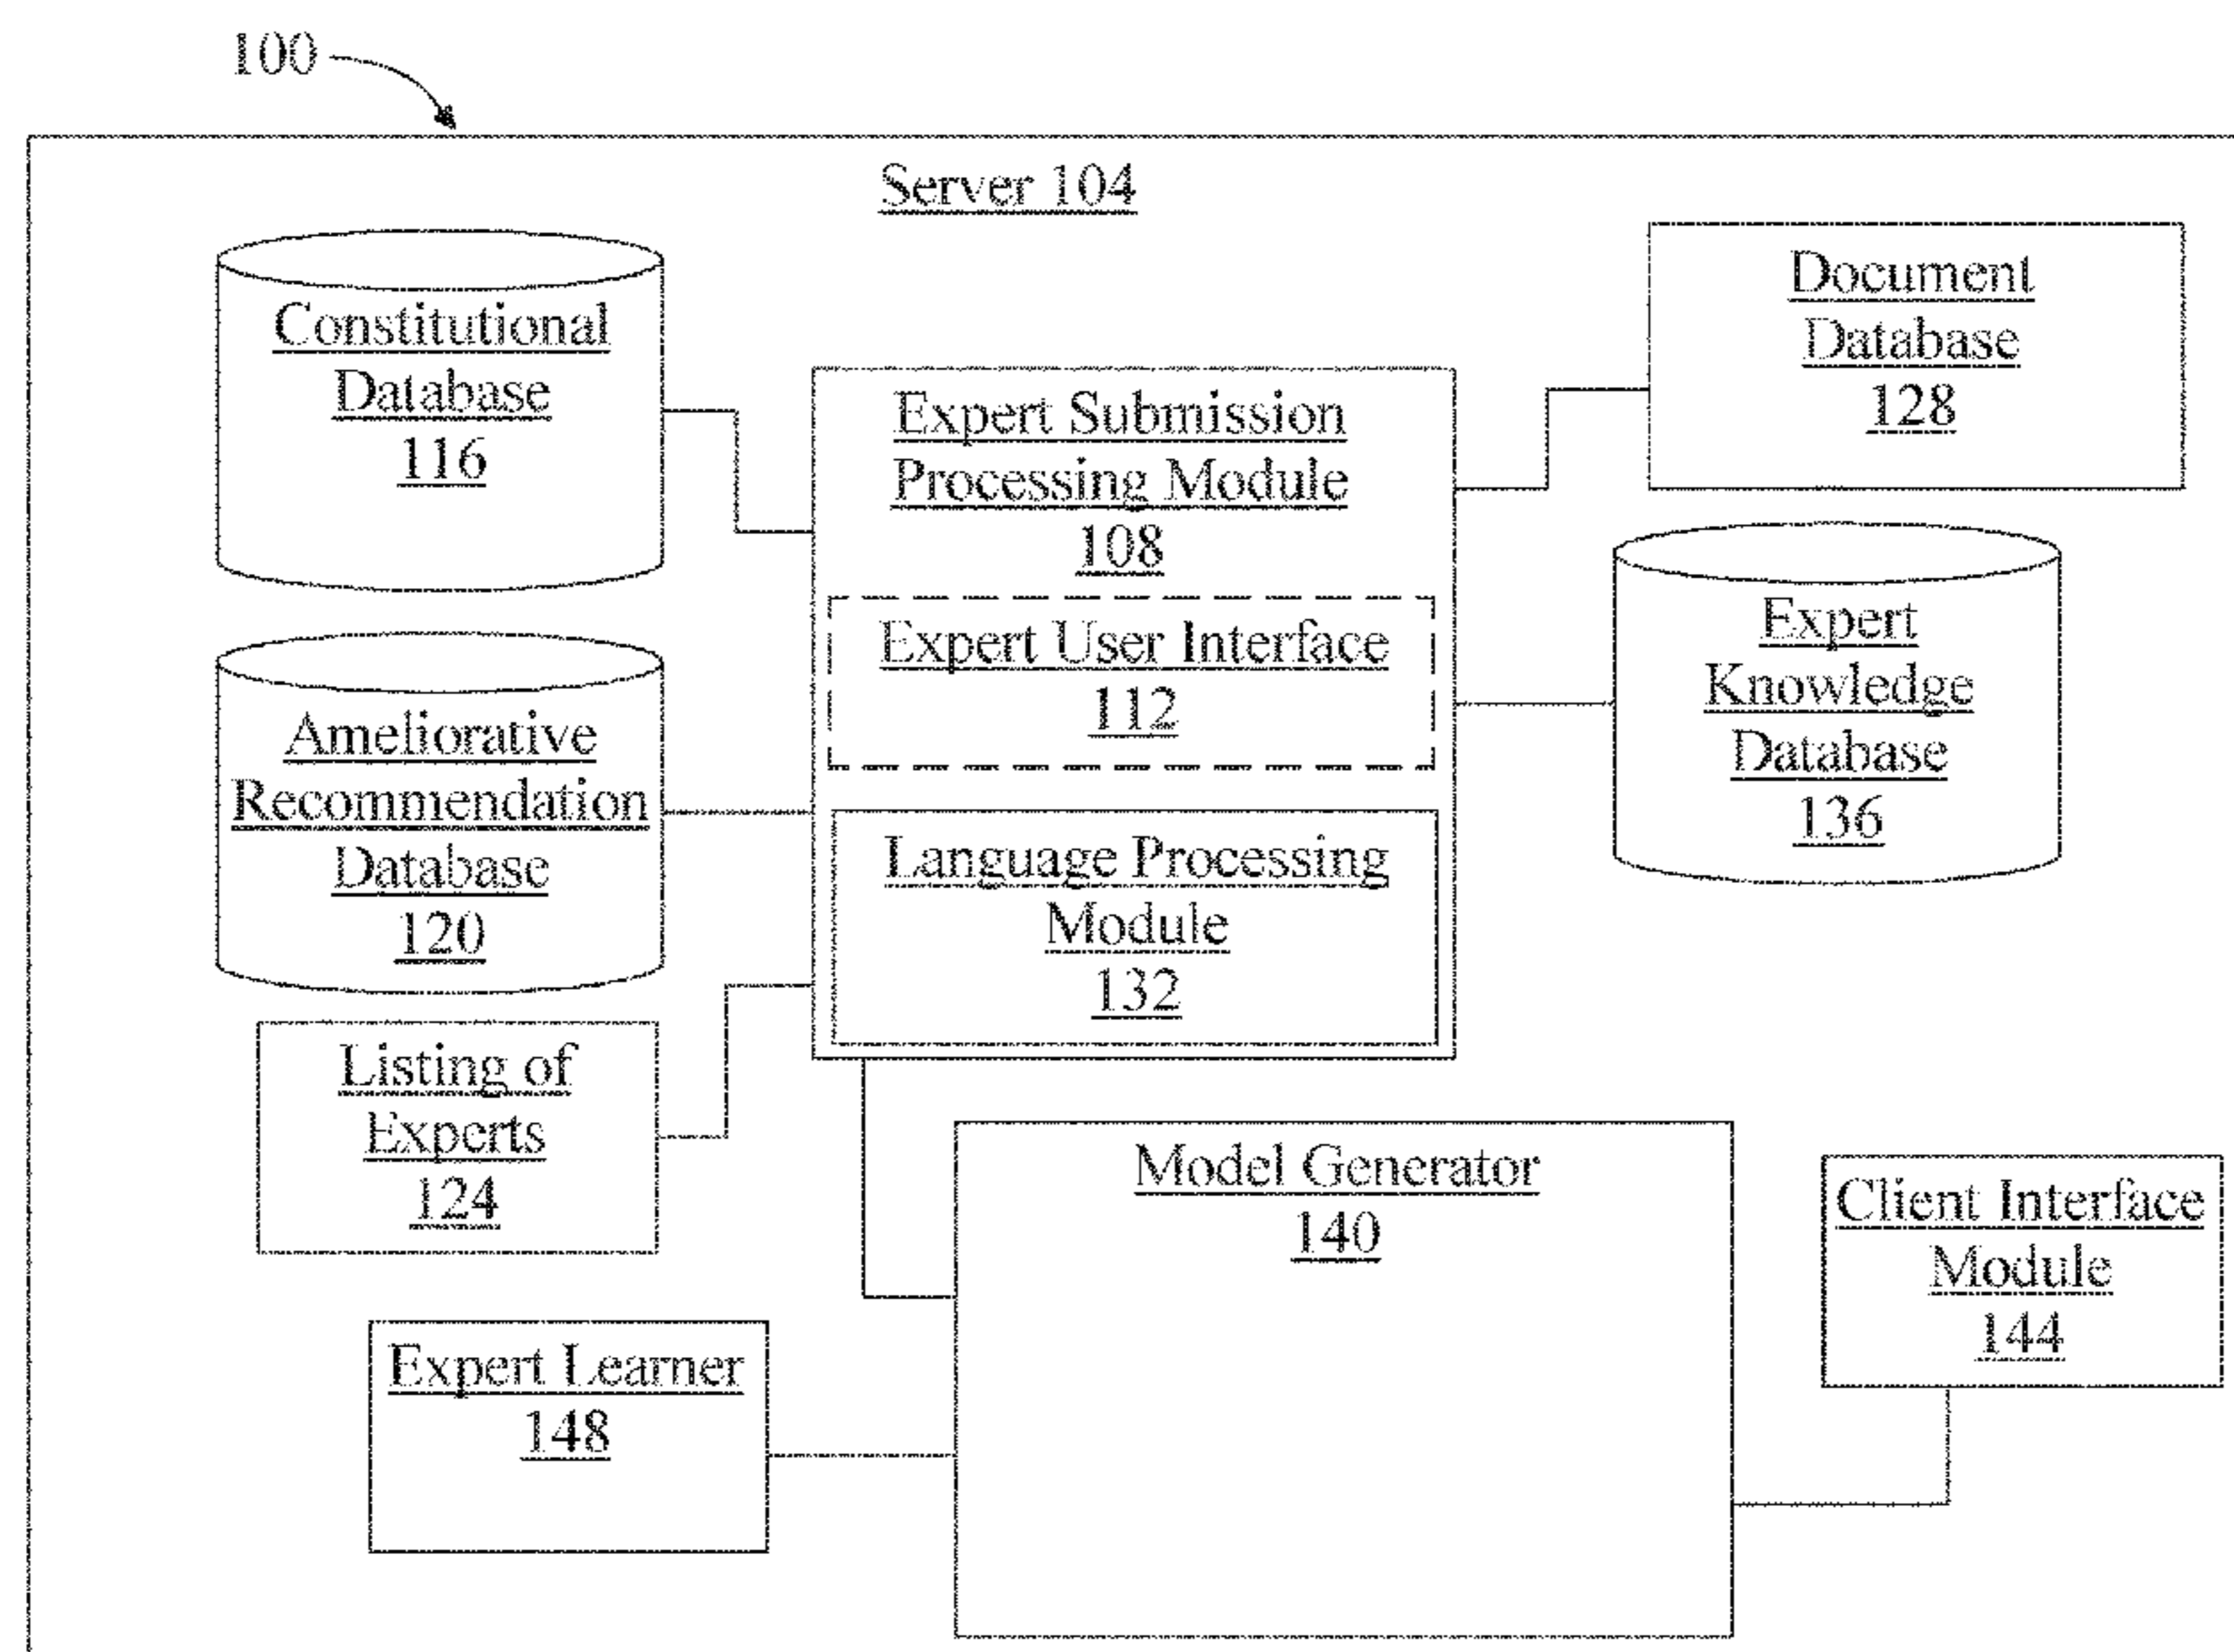 100
Server 104
Constitutional
Database
116
Document
Database
128
Expert Submission
Processing Module
108
Expert User Interface
112
Expert
Knowledge
Database
136
Ameliorative
Recommendation
Database
120
Language Processing
Module
132
Listing of
Experts
124
Model Generator
140
Client Interface
Module
144
Expert Learner
148